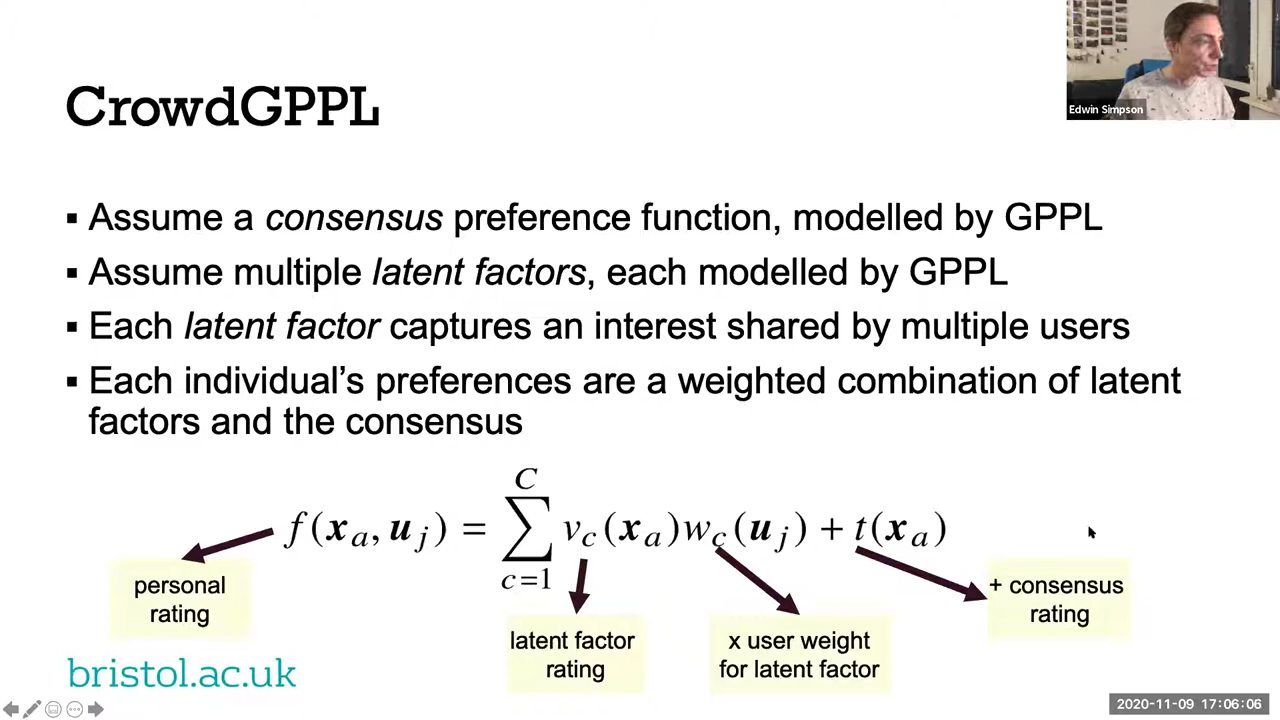 Edwin Simpson
CrowdGPPL
▪ Assume a consensus preference function, modelled by GPPL
▪ Assume multiple latent factors, each modelled by GPPL
▪ Each latent factor captures an interest shared by multiple users
▪ Each individual’s preferences are a weighted combination of latent
factors and the consensus
f(xₐ, uⱼ) = ∑_{c=1}^{C} v_c(xₐ)w_c(uⱼ) + t(xₐ)
personal
rating
latent factor
rating
x user weight
for latent factor
+ consensus
rating
bristol.ac.uk
2020-11-09 17:06:06